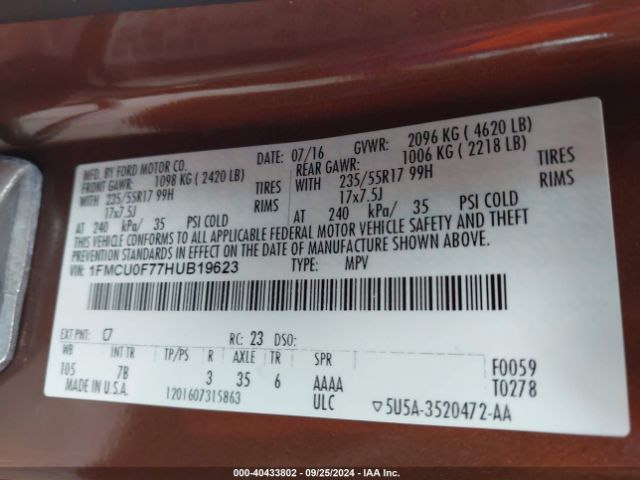 MFD. BY FORD MOTOR CO.
DATE: 07/16 GVWR: 2096 KG ( 4620 LB)
FRONT GAWR: 1098 KG ( 2420 LB)
REAR GAWR: 1006 KG ( 2218 LB)
WITH 235/55R17 99H TIRES
WITH 235/55R17 99H TIRES
17x7.5J RIMS
17x7.5J RIMS
AT 240 kPa/ 35 PSI COLD
AT 240 kPa/ 35 PSI COLD
THIS VEHICLE CONFORMS TO ALL APPLICABLE FEDERAL MOTOR VEHICLE SAFETY AND THEFT
PREVENTION STANDARDS IN EFFECT ON THE DATE OF MANUFACTURE SHOWN ABOVE.
VIN: 1FMCU0F77HUB19623 TYPE: MPV
EXT PNT: CJ RC: 23 DSO:
WB INT TR TP/PS R AXLE TR SPR F0059
105 7B 3 35 6 AAAA T0278
MADE IN U.S.A. 1201607315863 ULC 5U5A-3520472-AA
000-40433802 - 09/25/2024 - IAA Inc.